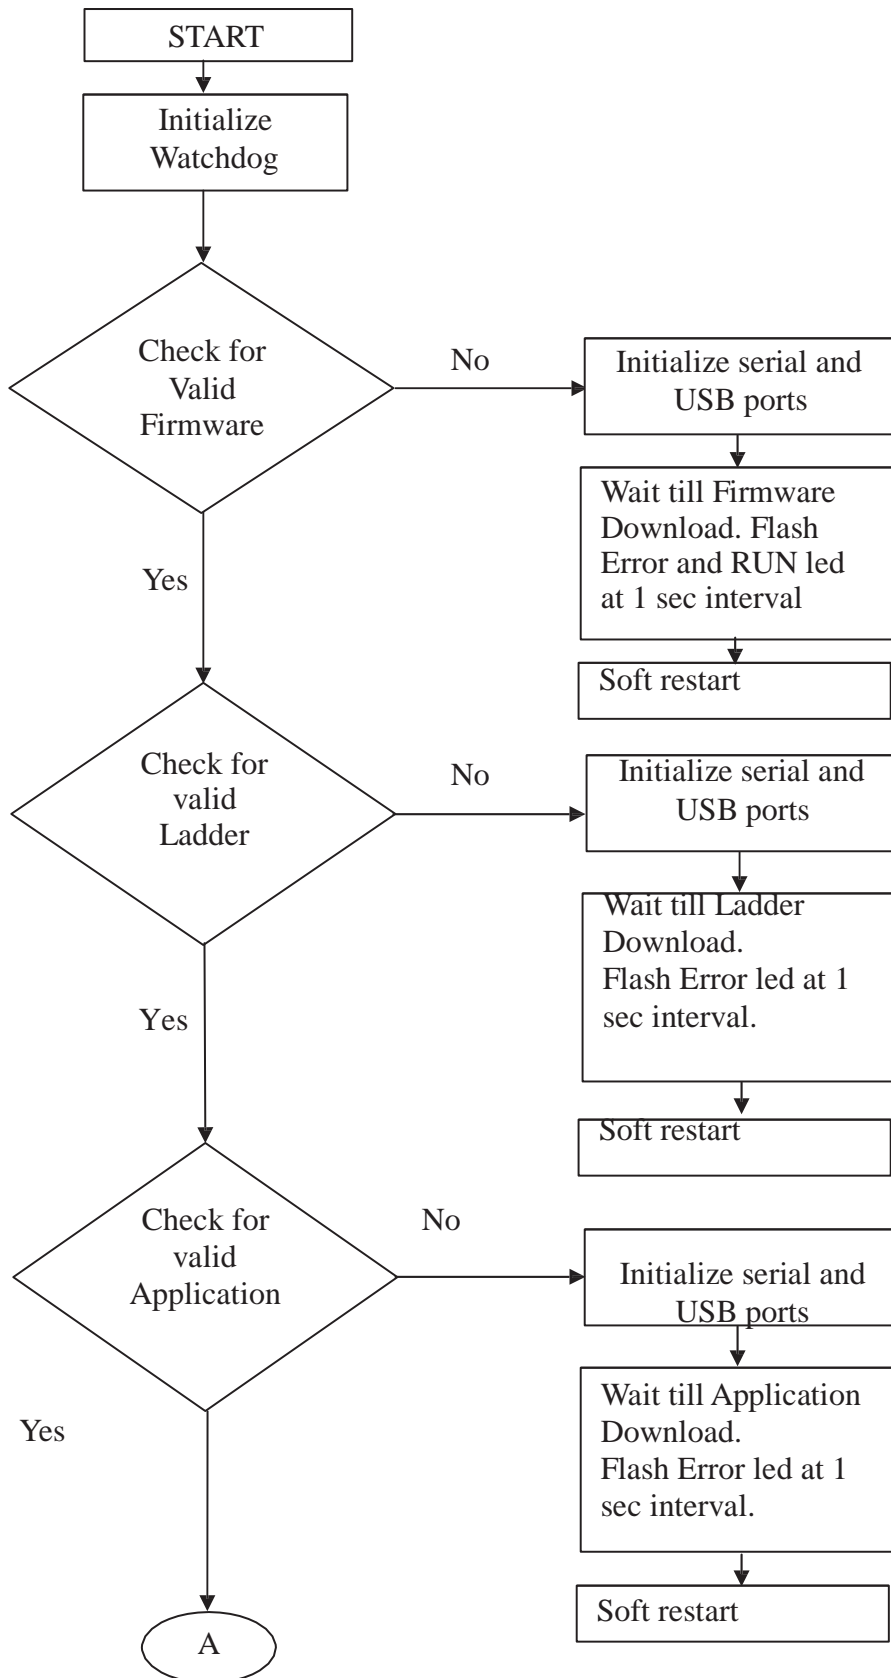 START
Initialize
Watchdog
Check for
Valid
Firmware
No
Initialize serial and
USB ports
Wait till Firmware
Download. Flash
Error and RUN led
at 1 sec interval
Soft restart
Yes
Check for
valid
Ladder
No
Initialize serial and
USB ports
Wait till Ladder
Download.
Flash Error led at 1
sec interval.
Soft restart
Yes
Check for
valid
Application
No
Initialize serial and
USB ports
Wait till Application
Download.
Flash Error led at 1
sec interval.
Soft restart
Yes
A